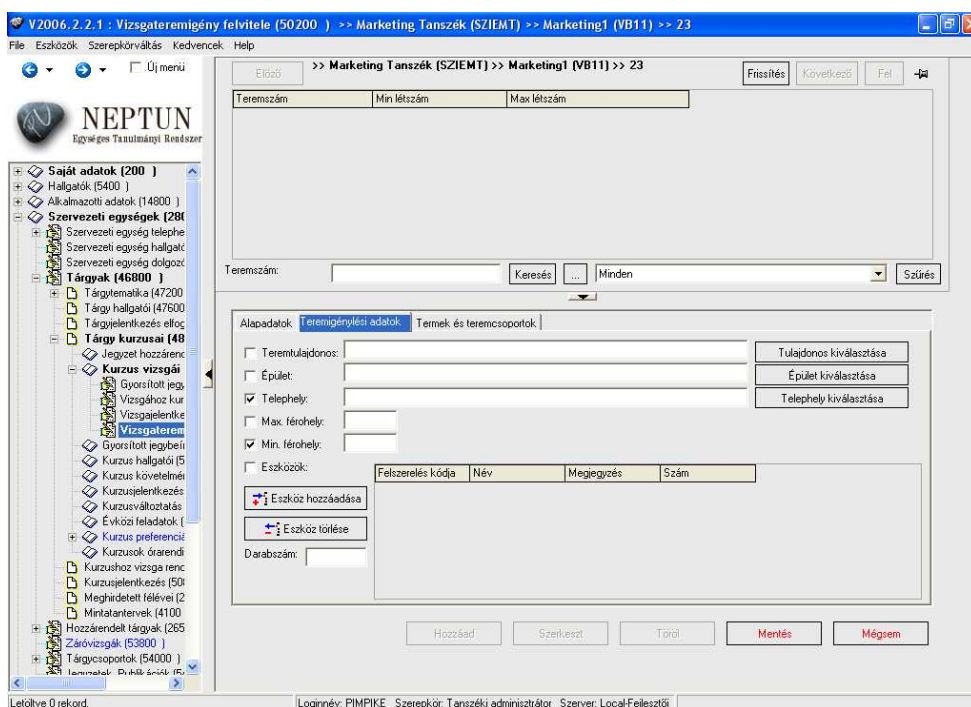 V2006.2.2.1 : Vizsgateremigény felvitele (50200 ) >> Marketing Tanszék (SZIEMT) >> Marketing1 (VB11) >> 23
File Eszközök Szerepkörváltás Kedvencek Help
Új menü
Előző
>> Marketing Tanszék (SZIEMT) >> Marketing1 (VB11) >> 23
Frissítés
Következő
Fel
NEPTUN
Egységes Tanulmányi Rendszer
Teremszám Min létszám Max létszám
Saját adatok (200 )
Hallgatók (5400 )
Alkalmazotti adatok (14800 )
Szervezeti egységek (280
Szervezeti egység telephe
Szervezeti egység hallgató
Szervezeti egység dolgozó
Tárgyak (46800 )
Tárgytematika (47200
Tárgy hallgatói (47600
Tárgyjelentkezés elfog
Tárgy kurzusai (48
Jegyzet hozzárend
Kurzus vizsgái
Gyorsított jegy
Vizsgához kur
Vizsgajelentke
Vizsgaterem
Gyorsított jegybeír
Kurzus hallgatói (5
Kurzus követelmér
Kurzusjelentkezés
Kurzusváltoztatás
Évközi feladatok (
Kurzus preferenciá
Kurzusok órarendi
Kurzushoz vizsga rend
Kurzusjelentkezés (508
Meghirdetett félévei (2
Mintatantervek (4100
Hozzárendelt tárgyak (265
Záróvizsgák (53800 )
Tárgycsoportok (54000 )
Teremszám:
Keresés
...
Minden
Szűrés
Alapadatok Teremigénylési adatok Termek és teremcsoportok
Teremtulajdonos:
Tulajdonos kiválasztása
Épület:
Épület kiválasztása
Telephely:
Telephely kiválasztása
Max. férőhely:
Min. férőhely:
Eszközök:
Felszerelés kódja Név Megjegyzés Szám
Eszköz hozzáadása
Eszköz törlése
Darabszám:
Hozzáad
Szerkeszt
Töröl
Mentés
Mégsem
Letöltve 0 rekord.
Loginnév: PIMPIKE Szerepkör: Tanszéki adminisztrátor Szerver: Local-Fejlesztői